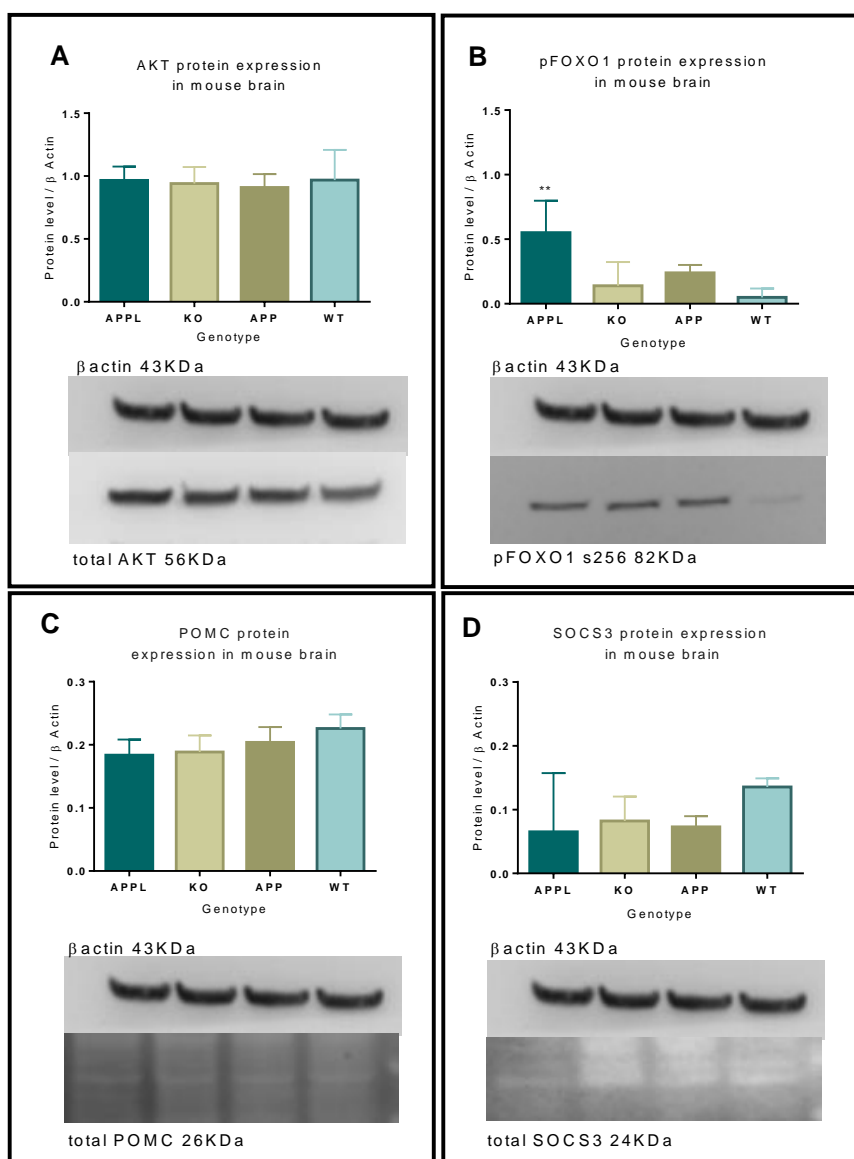 A
AKT protein expression
in mouse brain
Protein level / β Actin
1.5
1.0
0.5
0.0
APPL KO APP WT
Genotype
βactin 43KDa
total AKT 56KDa
B
pFOXO1 protein expression
in mouse brain
Protein level / β Actin
1.5
1.0
0.5
0.0
**
APPL KO APP WT
Genotype
βactin 43KDa
pFOXO1 s256 82KDa
C
POMC protein
expression in mouse brain
Protein level / β Actin
0.3
0.2
0.1
0.0
APPL KO APP WT
Genotype
βactin 43KDa
total POMC 26KDa
D
SOCS3 protein expression
in mouse brain
Protein level / β Actin
0.3
0.2
0.1
0.0
APPL KO APP WT
Genotype
βactin 43KDa
total SOCS3 24KDa